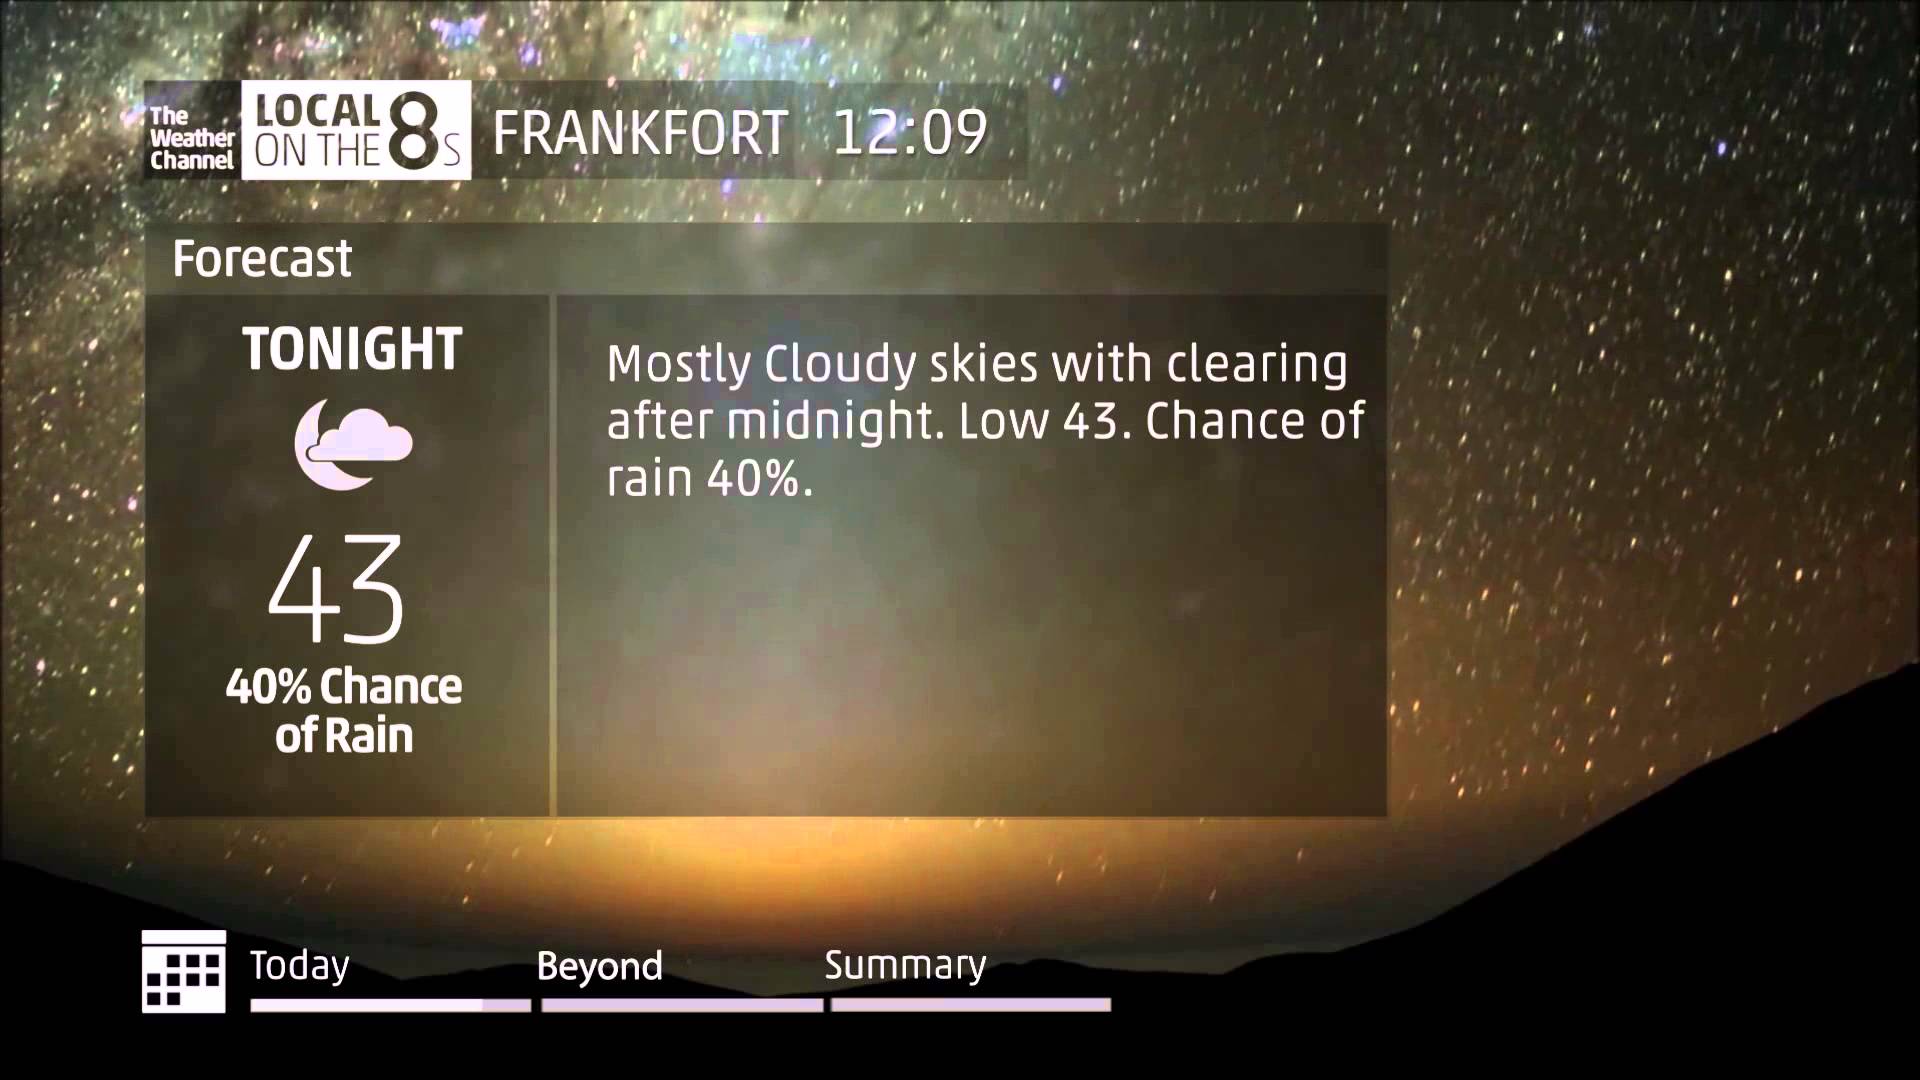 The
Weather
Channel
LOCAL
ON THE 8s
FRANKFORT 12:09
Forecast
TONIGHT
43
40% Chance
of Rain
Mostly Cloudy skies with clearing
after midnight. Low 43. Chance of
rain 40%.
Today Beyond Summary